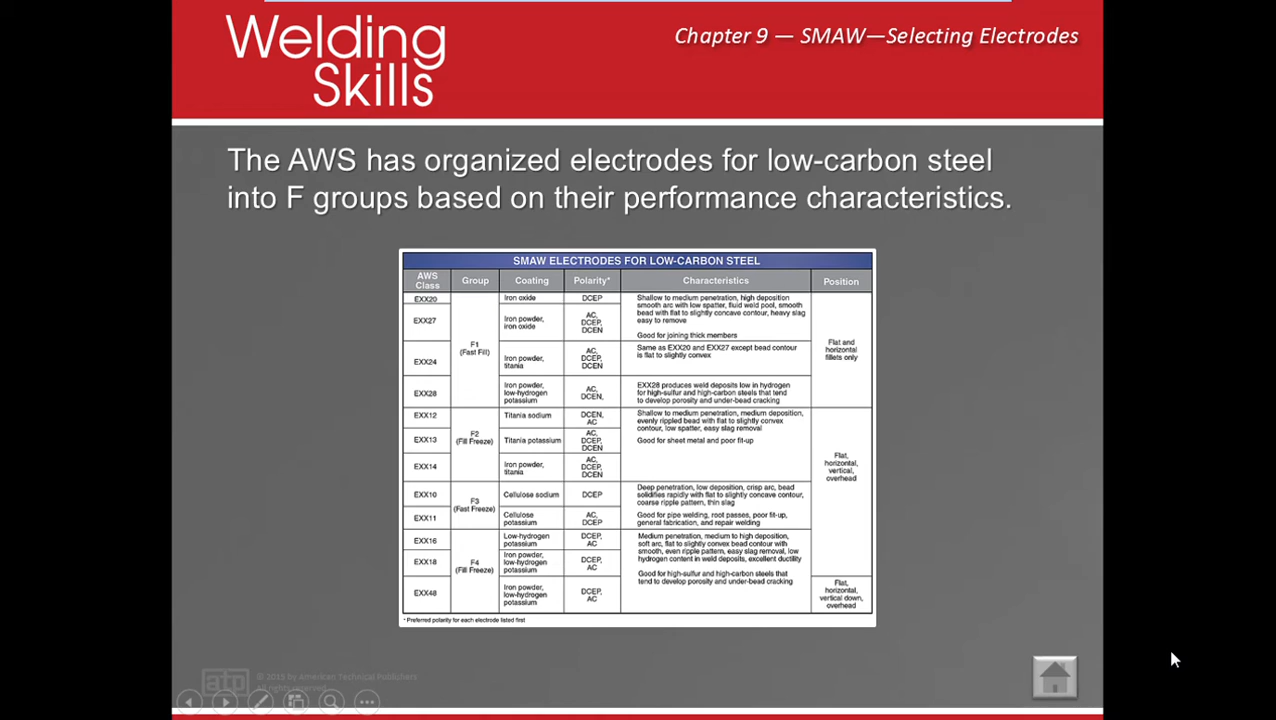 Welding
Skills
Chapter 9 — SMAW—Selecting Electrodes
The AWS has organized electrodes for low-carbon steel
into F groups based on their performance characteristics.
SMAW ELECTRODES FOR LOW-CARBON STEEL
AWS
Class
Group
Coating
Polarity*
Characteristics
Position
EXX20
Iron oxide
DCEP
Shallow to medium penetration, high deposition
smooth arc with low spatter, fluid weld pool, smooth
bead with flat to slightly concave contour, heavy slag
easy to remove
Good for joining thick members
EXX27
Iron powder,
iron oxide
AC,
DCEP,
DCEN
F1
(Fast Fill)
Flat and
horizontal
fillets only
EXX24
Iron powder,
titania
AC,
DCEP,
DCEN
Same as EXX20 and EXX27 except bead contour
is flat to slightly convex
EXX28
Iron powder,
low-hydrogen
potassium
AC,
DCEN,
EXX28 produces weld deposits low in hydrogen
for high-sulfur and high-carbon steels that tend
to develop porosity and under-bead cracking
EXX12
Titania sodium
DCEN,
AC
Shallow to medium penetration, medium deposition,
evenly rippled bead with flat to slightly convex
contour, low spatter, easy slag removal
Good for sheet metal and poor fit-up
F2
(Fill Freeze)
EXX13
Titania potassium
AC,
DCEP,
DCEN
EXX14
Iron powder,
titania
AC,
DCEP,
DCEN
Flat,
horizontal,
vertical,
overhead
EXX10
Cellulose sodium
DCEP
Deep penetration, low deposition, crisp arc, bead
solidifies rapidly with flat to slightly concave contour,
coarse ripple pattern, thin slag
Good for pipe welding, root passes, poor fit-up,
general fabrication, and repair welding
F3
(Fast Freeze)
EXX11
Cellulose
potassium
AC,
DCEP
EXX16
Low-hydrogen
potassium
DCEP,
AC
Medium penetration, medium to high deposition,
soft arc, flat to slightly convex bead contour with
smooth, even ripple pattern, easy slag removal, low
hydrogen content in weld deposits, excellent ductility
Good for high-sulfur and high-carbon steels that
tend to develop porosity and under-bead cracking
EXX18
F4
(Fill Freeze)
Iron powder,
low-hydrogen
potassium
DCEP,
AC
EXX48
Iron powder,
low-hydrogen
potassium
DCEP,
AC
Flat,
horizontal,
vertical down,
overhead
* Preferred polarity for each electrode listed first
atp
By American Technical Publishers
All rights reserved